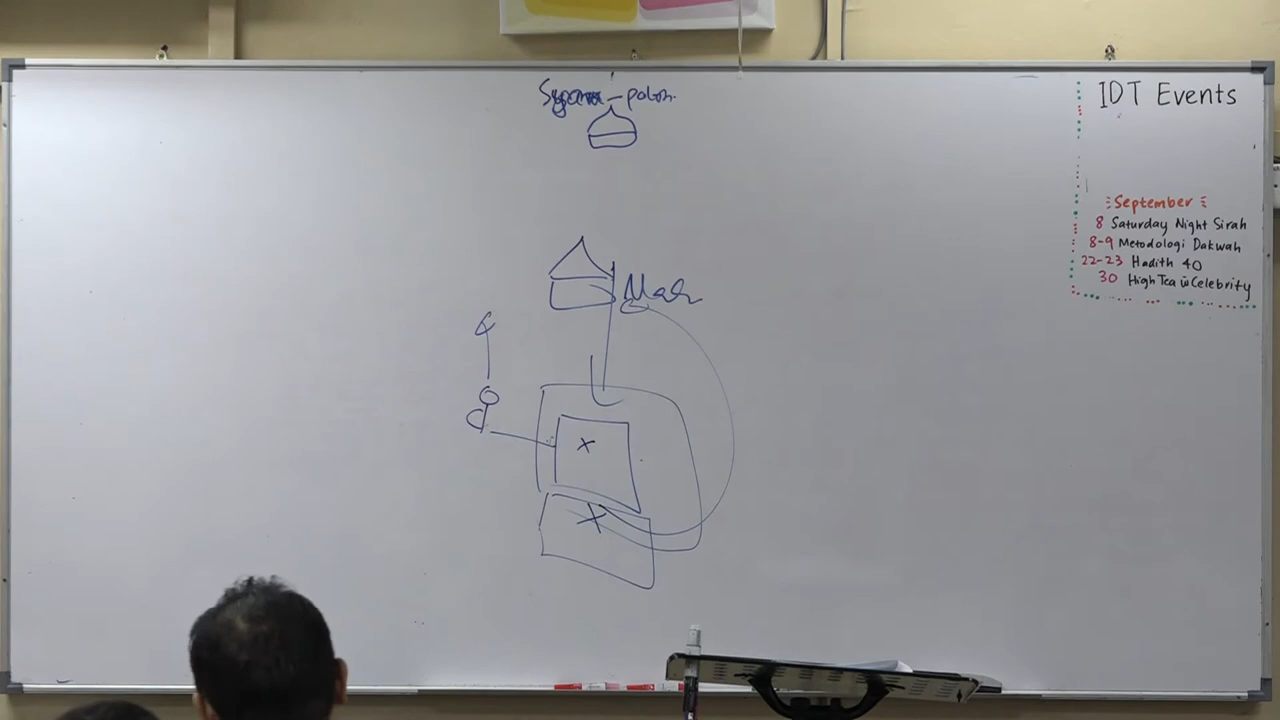 IDT Events
September
8 Saturday Night Sirah
8-9 Metodologi Dakwah
22-23 Hadith 40
30 High Tea w Celebrity